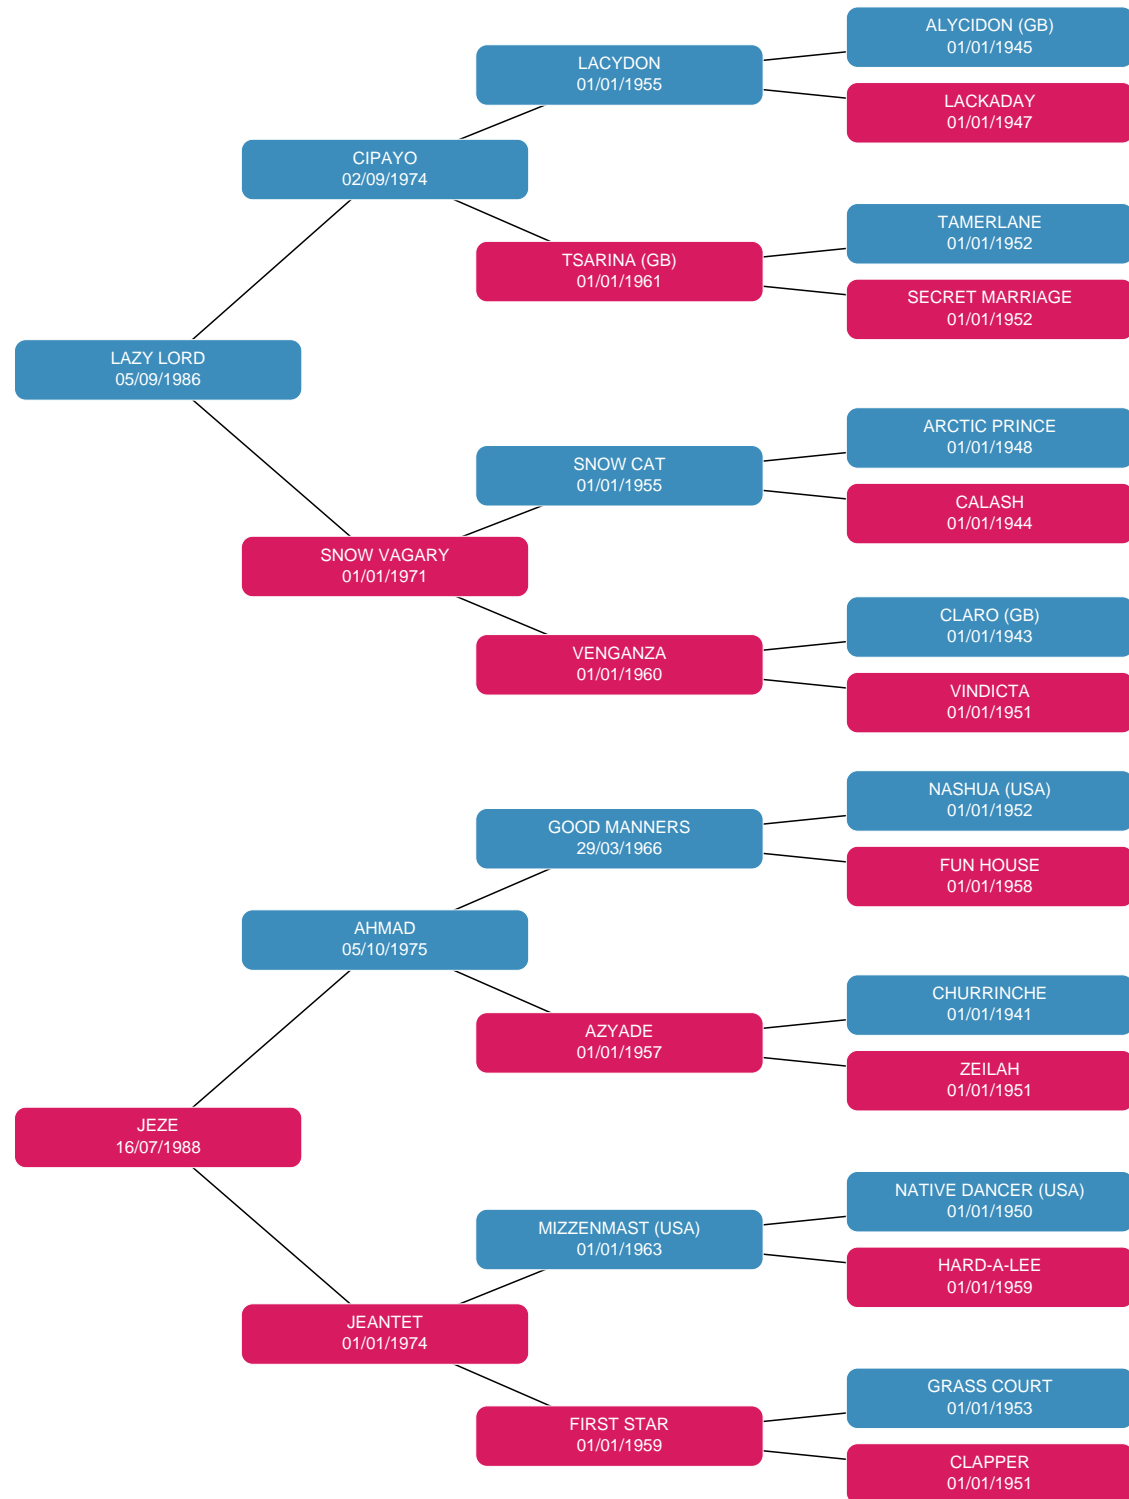 ALYCIDON (GB)
01/01/1945
LACYDON
01/01/1955
LACKADAY
01/01/1947
CIPAYO
02/09/1974
TAMERLANE
01/01/1952
TSARINA (GB)
01/01/1961
SECRET MARRIAGE
01/01/1952
LAZY LORD
05/09/1986
ARCTIC PRINCE
01/01/1948
SNOW CAT
01/01/1955
CALASH
01/01/1944
SNOW VAGARY
01/01/1971
CLARO (GB)
01/01/1943
VENGANZA
01/01/1960
VINDICTA
01/01/1951
NASHUA (USA)
01/01/1952
GOOD MANNERS
29/03/1966
FUN HOUSE
01/01/1958
AHMAD
05/10/1975
CHURRINCHE
01/01/1941
AZYADE
01/01/1957
ZEILAH
01/01/1951
JEZE
16/07/1988
NATIVE DANCER (USA)
01/01/1950
MIZZENMAST (USA)
01/01/1963
HARD-A-LEE
01/01/1959
JEANTET
01/01/1974
GRASS COURT
01/01/1953
FIRST STAR
01/01/1959
CLAPPER
01/01/1951